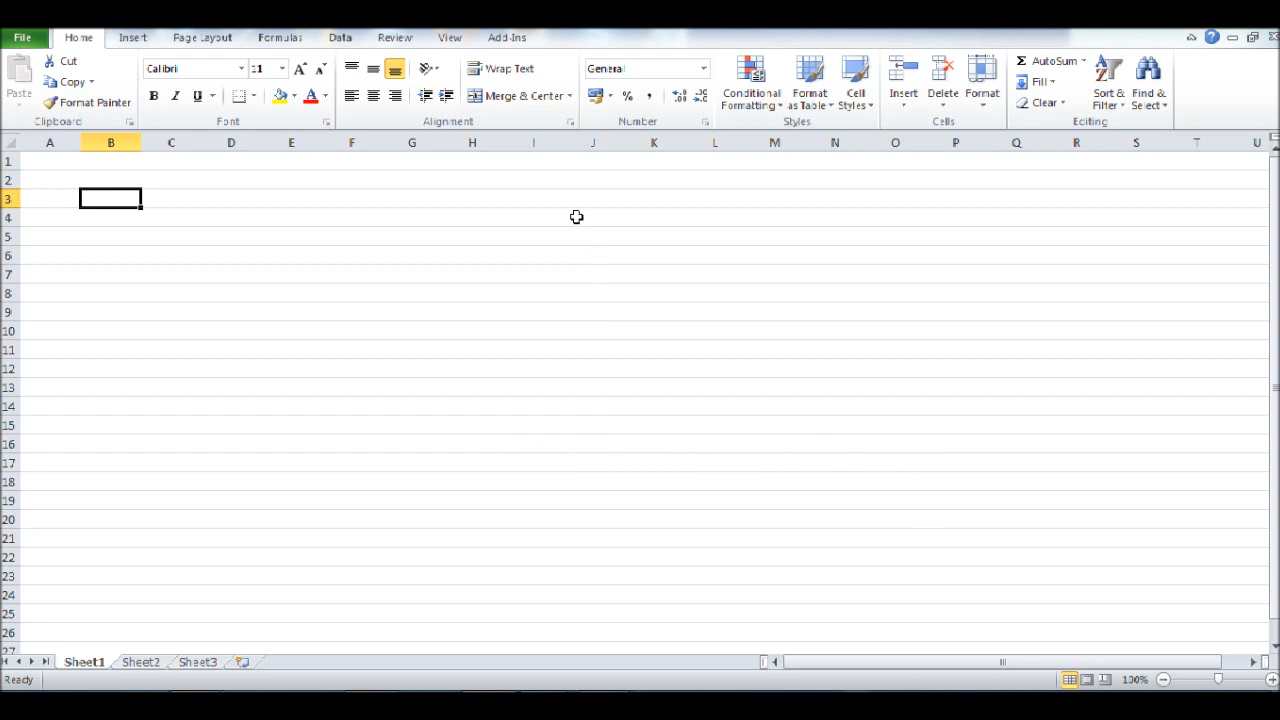 File Home Insert Page Layout Formulas Data Review View Add-Ins
Paste
Cut
Copy
Format Painter
Clipboard
Calibri 11
B I U A
Font
Wrap Text
Merge & Center
Alignment
General
% ,
Number
Conditional Formatting
Format as Table
Cell Styles
Styles
Insert
Delete
Format
Cells
Σ AutoSum
Fill
Clear
Sort & Filter
Find & Select
Editing
A B C D E F G H I J K L M N O P Q R S T U
1
2
3
4
5
6
7
8
9
10
11
12
13
14
15
16
17
18
19
20
21
22
23
24
25
26
27
Sheet1 Sheet2 Sheet3
Ready 100%